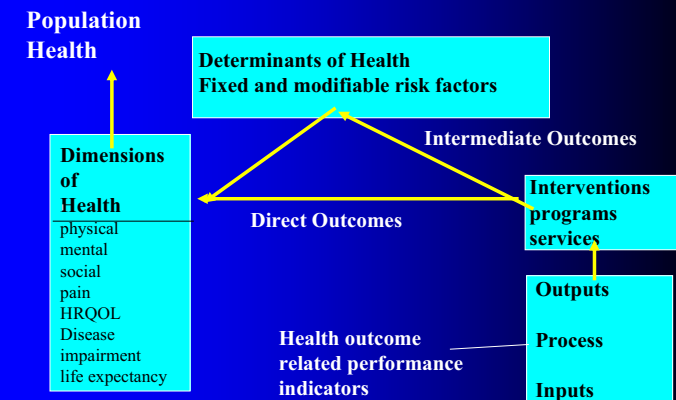 Population
Health
Determinants of Health
Fixed and modifiable risk factors
Intermediate Outcomes
Dimensions
of
Health
physical
mental
social
pain
HRQOL
Disease
impairment
life expectancy
Direct Outcomes
Interventions
programs
services
Outputs
Process
Inputs
Health outcome
related performance
indicators